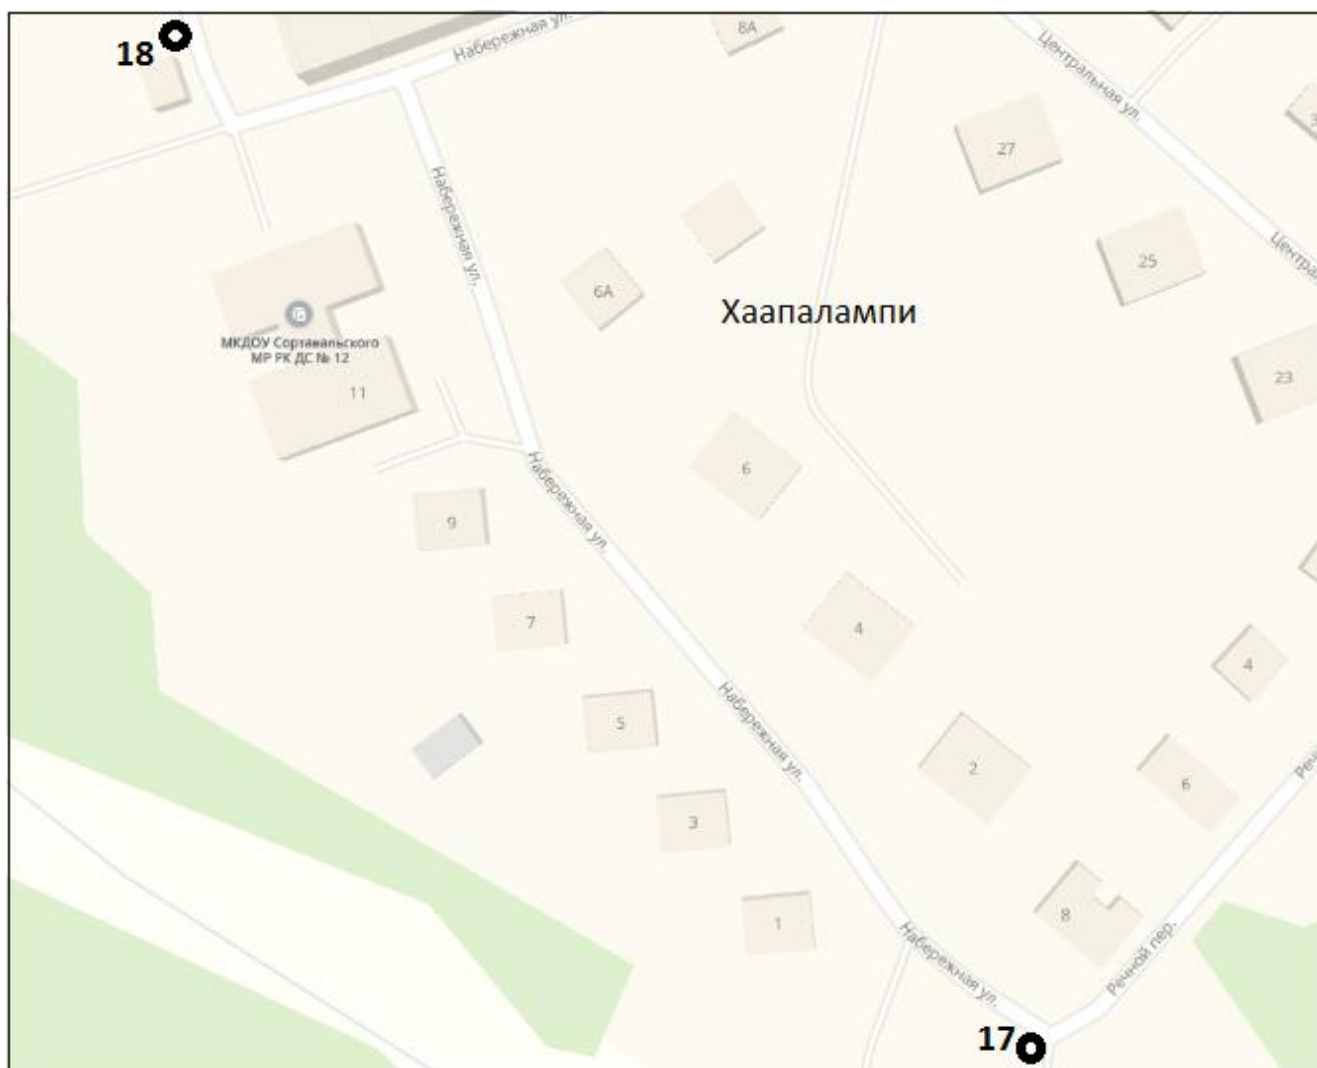 18
Набережная ул.
8А
Центральная ул.
27
Набережная ул.
25
Централ
6А
Хаапалампи
МКДОУ Сортавальского
МР РК ДС № 12
11
23
6
Набережная ул.
9
7
4
4
5
Набережная ул.
2
6
Речн
3
8
1
Набережная ул.
Речной пер.
17